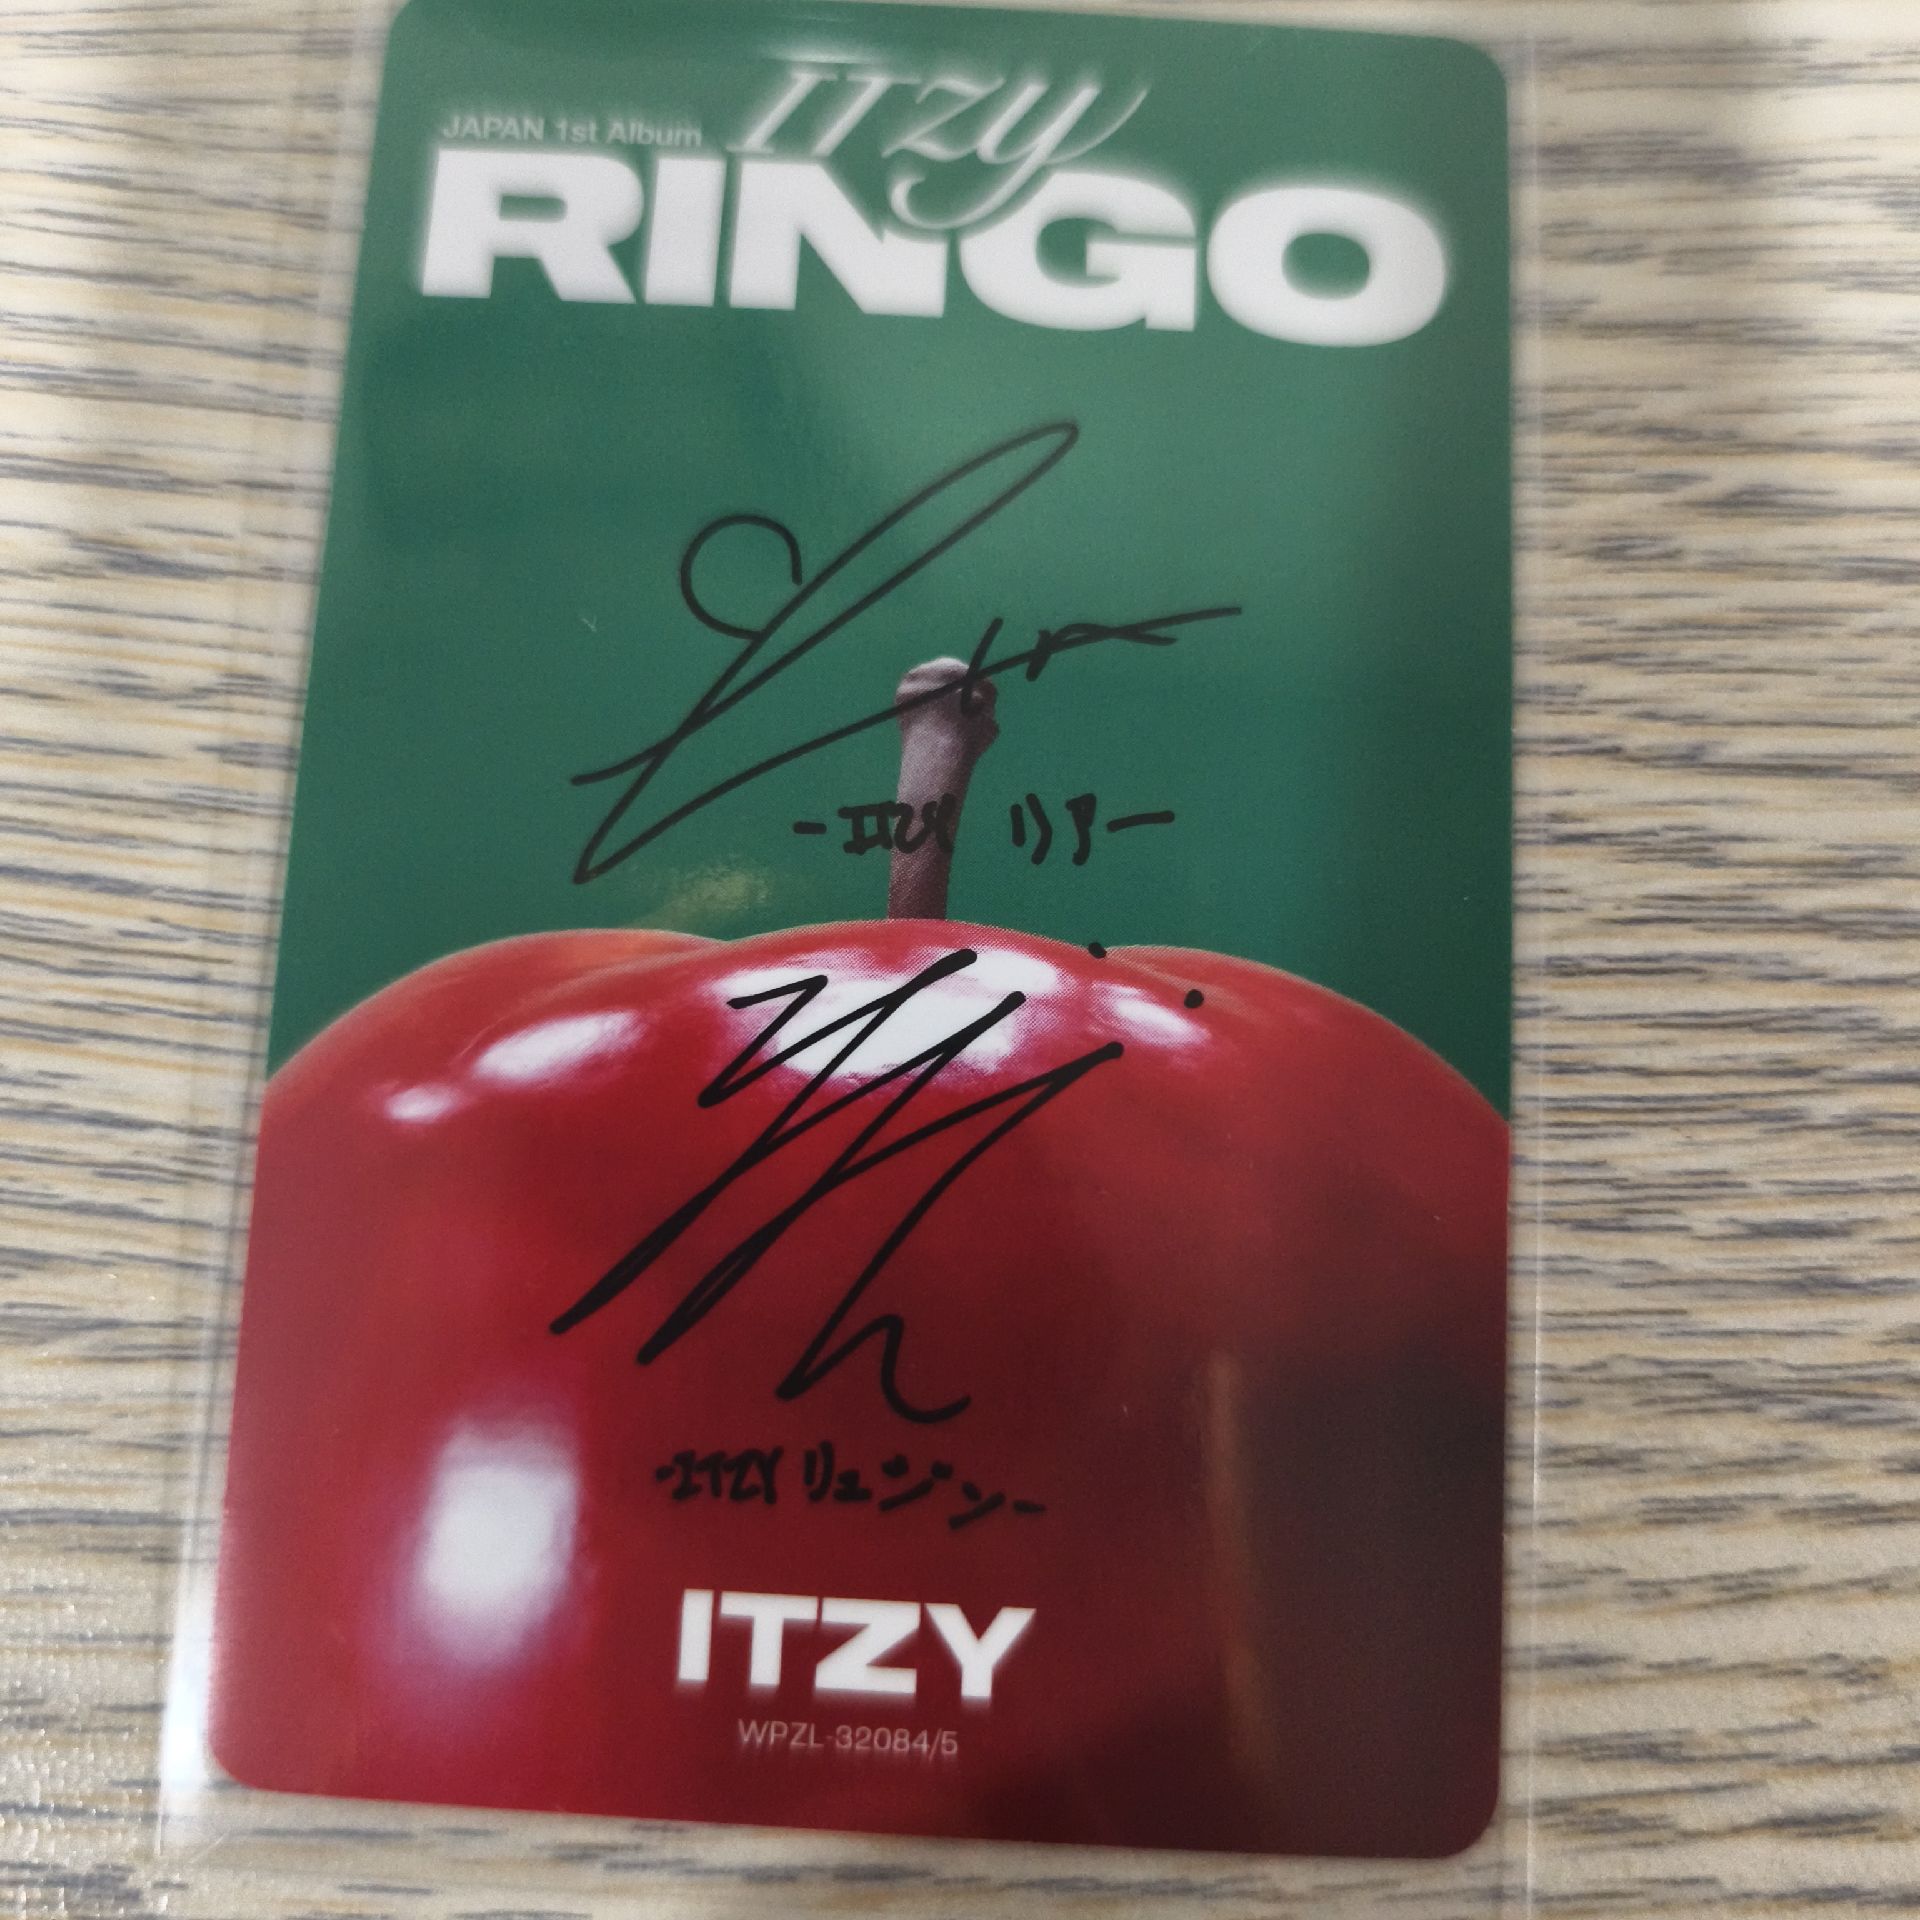 JAPAN 1st Album
ITZY
RINGO
-ITZY リア-
-ITZY リュジン-
ITZY
WPZL-32084/5